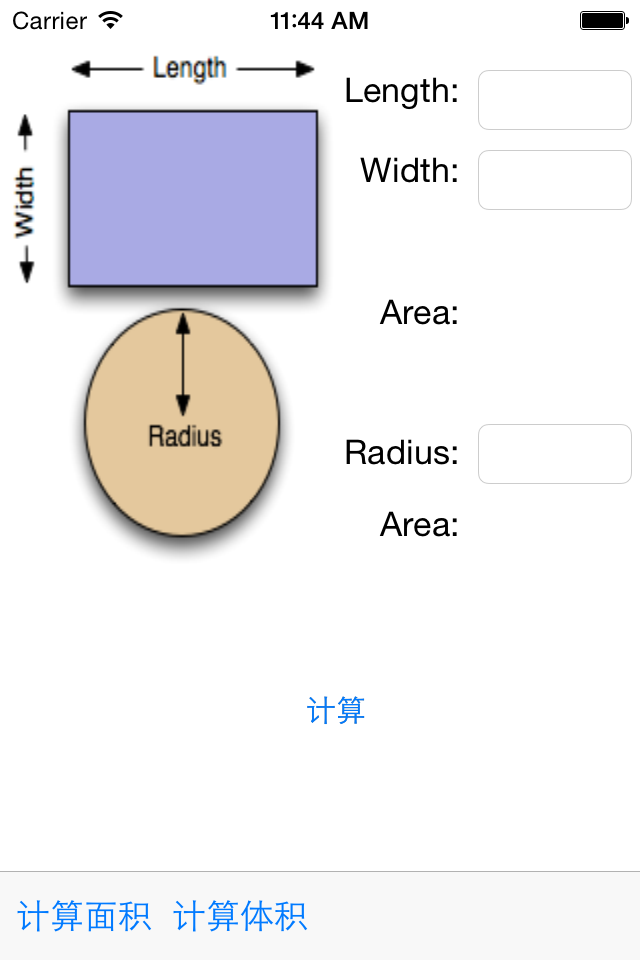 Carrier 11:44 AM
Length
Length:
Width
Width:
Area:
Radius
Radius:
Area:
计算
计算面积 计算体积